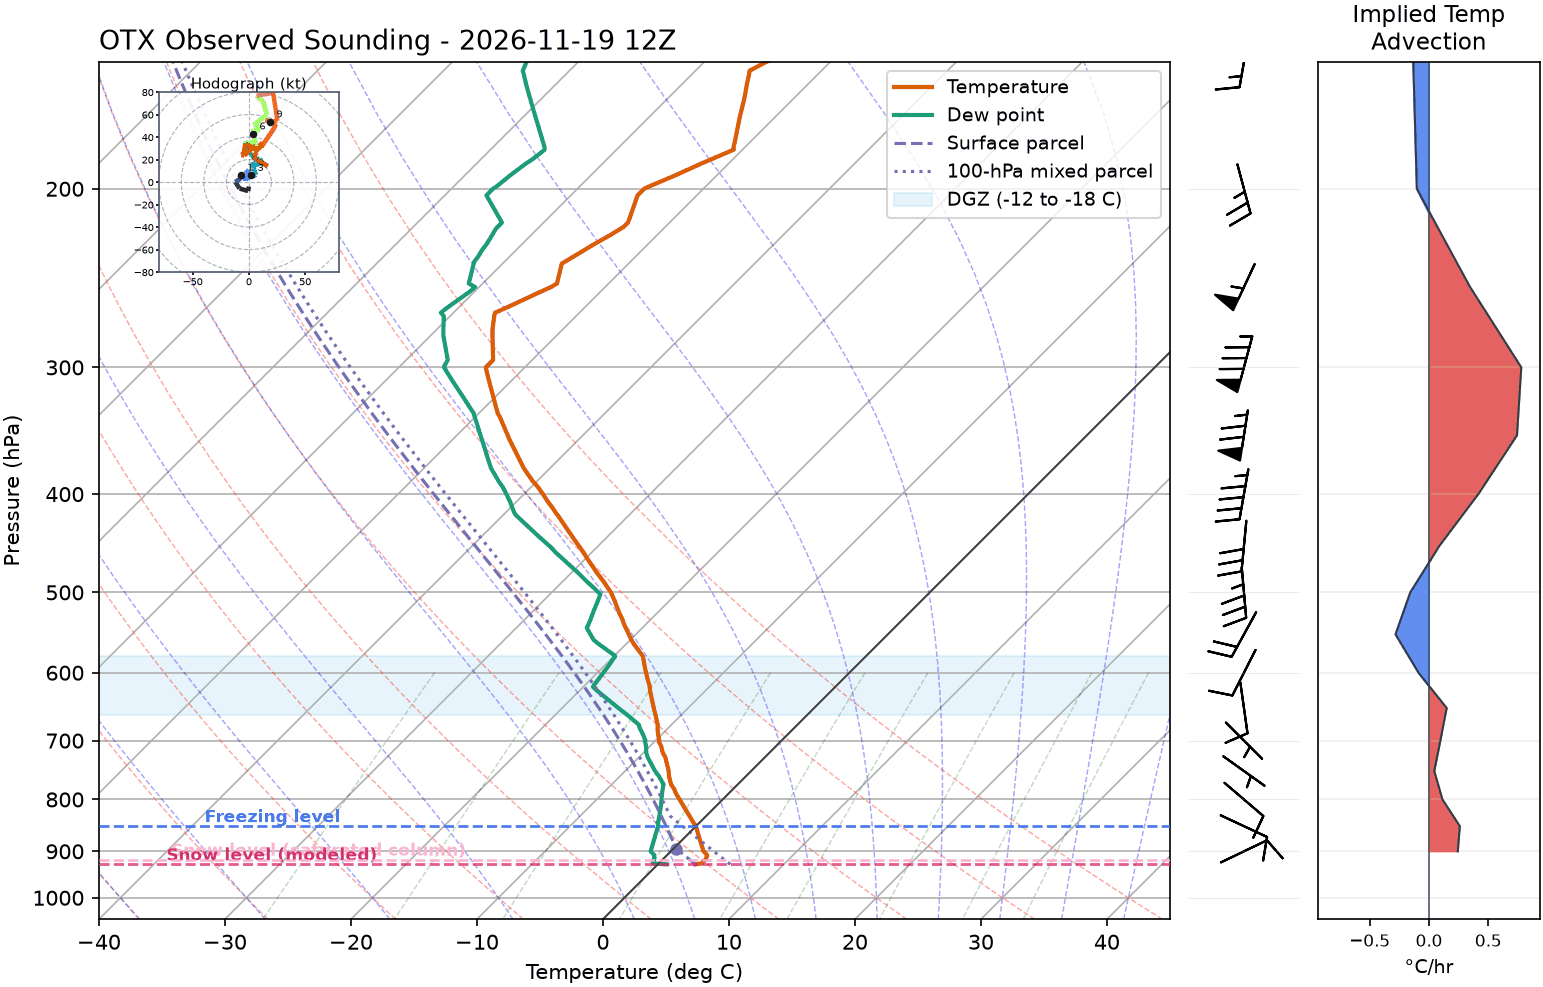 Implied Temp
Advection
OTX Observed Sounding - 2026-11-19 12Z
Hodograph (kt)
80
60
40
20
0
−20
−40
−60
−80
−50
0
50
3
6
9
Temperature
Dew point
Surface parcel
100-hPa mixed parcel
DGZ (-12 to -18 C)
200
300
400
500
600
700
800
900
1000
Pressure (hPa)
Freezing level
Snow level (modeled)
column)
−40
−30
−20
−10
0
10
20
30
40
Temperature (deg C)
−0.5
0.0
0.5
°C/hr